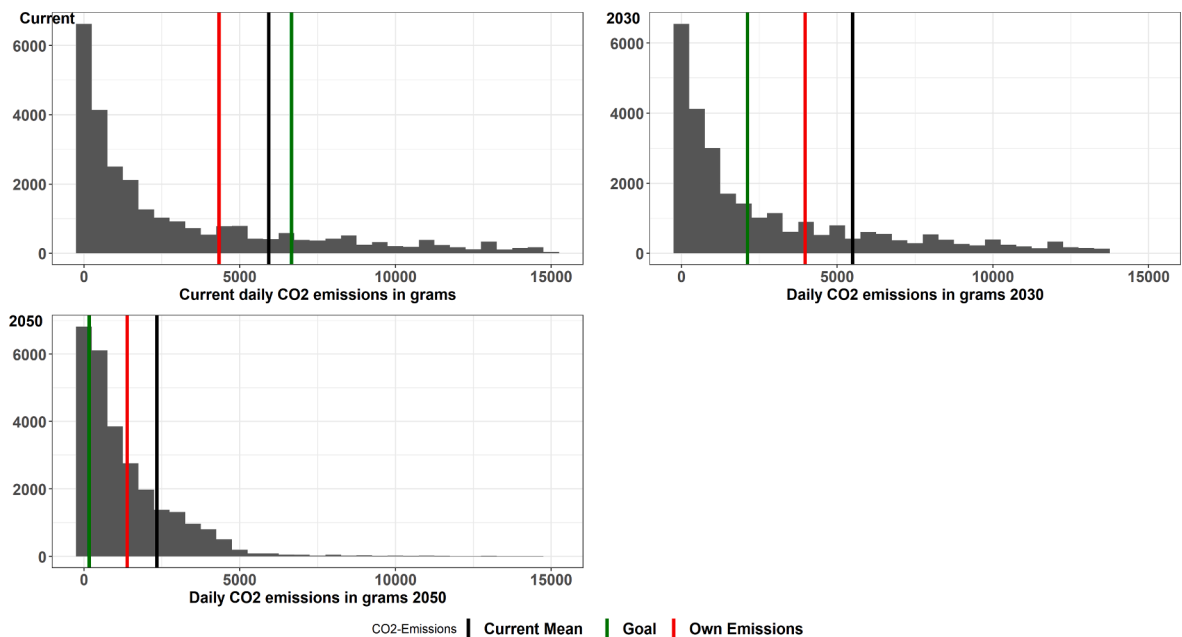 Current
6000
4000
2000
0
0 5000 10000 15000
Current daily CO2 emissions in grams
2030
6000
4000
2000
0
0 5000 10000 15000
Daily CO2 emissions in grams 2030
2050
6000
4000
2000
0
0 5000 10000 15000
Daily CO2 emissions in grams 2050
CO2-Emissions Current Mean Goal Own Emissions